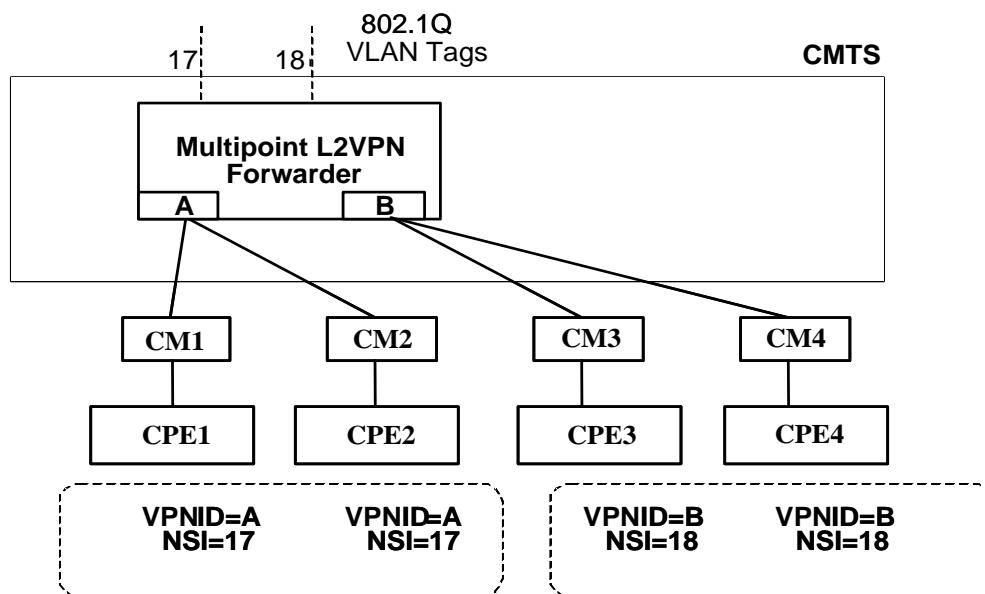 802.1Q
17 18 VLAN Tags
CMTS
Multipoint L2VPN
Forwarder
A B
CM1 CM2 CM3 CM4
CPE1 CPE2 CPE3 CPE4
VPNID=A VPNID=A VPNID=B VPNID=B
NSI=17 NSI=17 NSI=18 NSI=18